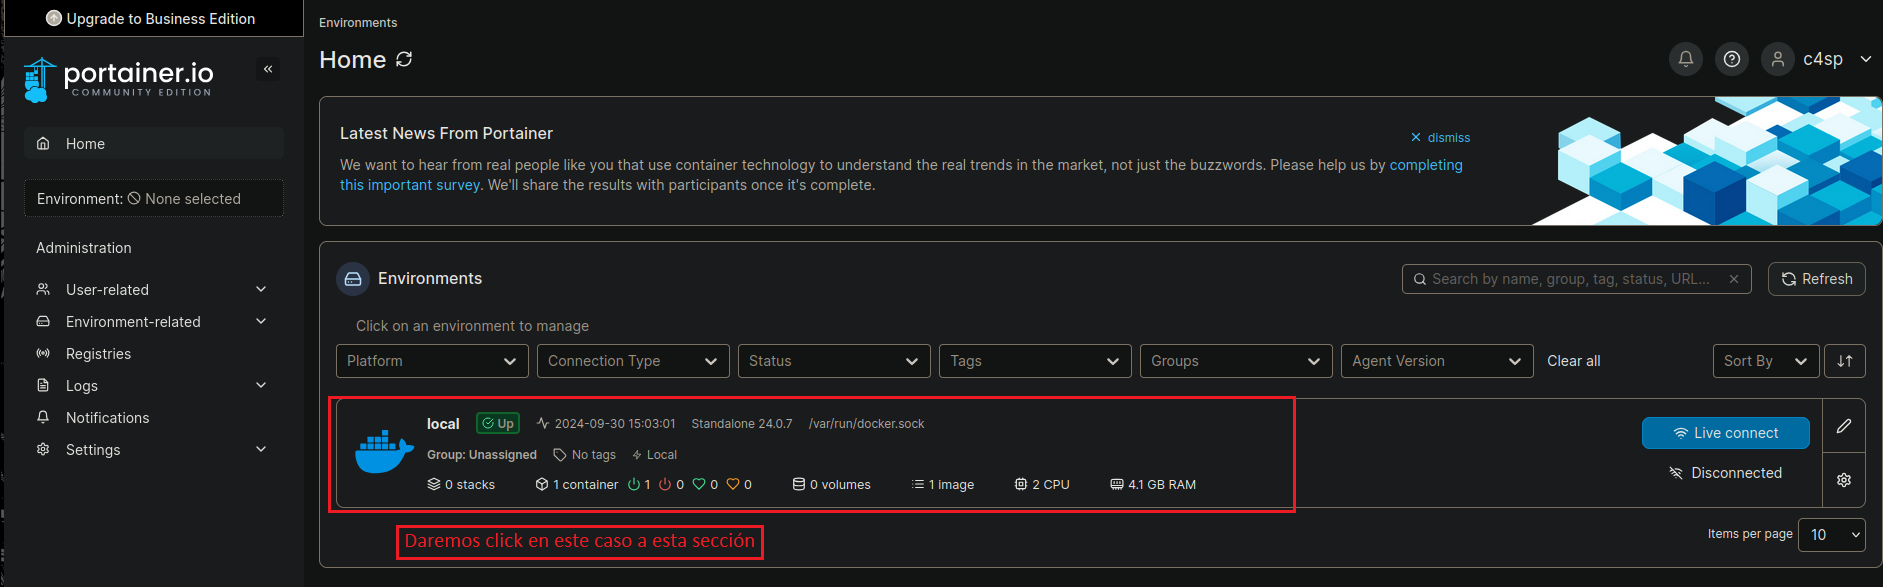 Upgrade to Business Edition
portainer.io
COMMUNITY EDITION
Home
Environment: None selected
Administration
User-related
Environment-related
Registries
Logs
Notifications
Settings
Environments
Home
c4sp
Latest News From Portainer
dismiss
We want to hear from real people like you that use container technology to understand the real trends in the market, not just the buzzwords. Please help us by completing
this important survey. We'll share the results with participants once it's complete.
Environments
Search by name, group, tag, status, URL...
Refresh
Click on an environment to manage
Platform Connection Type Status Tags Groups Agent Version Clear all Sort By
local Up 2024-09-30 15:03:01 Standalone 24.0.7 /var/run/docker.sock
Group: Unassigned No tags Local
0 stacks 1 container 1 0 0 0 0 volumes 1 image 2 CPU 4.1 GB RAM
Live connect
Disconnected
Daremos click en este caso a esta sección
Items per page 10